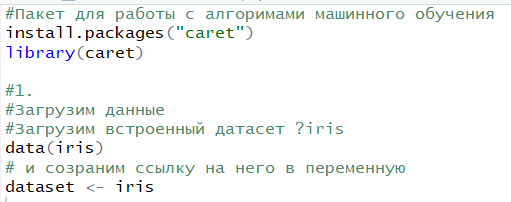 #Пакет для работы с алгоримами машинного обучения
install.packages("caret")
library(caret)
#1.
#Загрузим данные
#Загрузим встроенный датасет ?iris
data(iris)
# и созраним ссылку на него в переменную
dataset <- iris